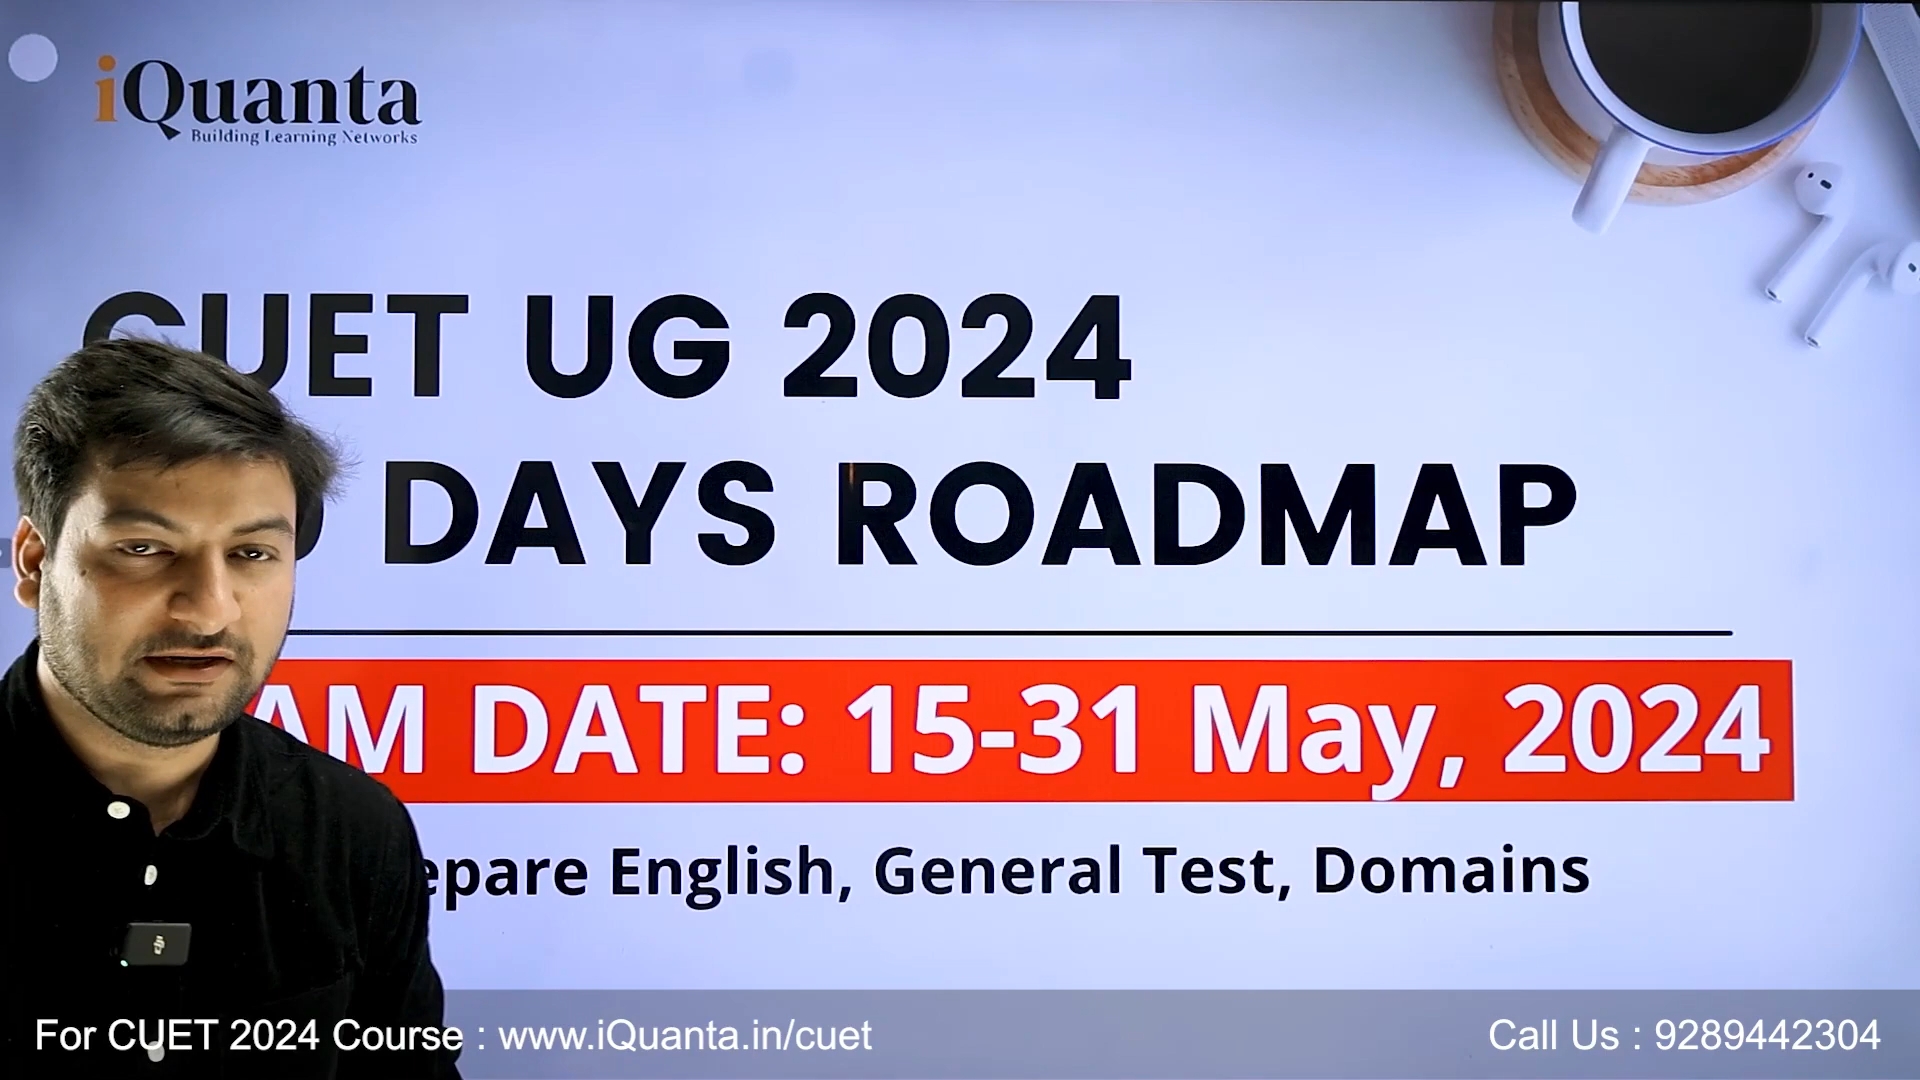 iQuanta
Building Learning Networks
CUET UG 2024
DAYS ROADMAP
AM DATE: 15-31 May, 2024
epare English, General Test, Domains
For CUET 2024 Course : www.iQuanta.in/cuet
Call Us : 9289442304